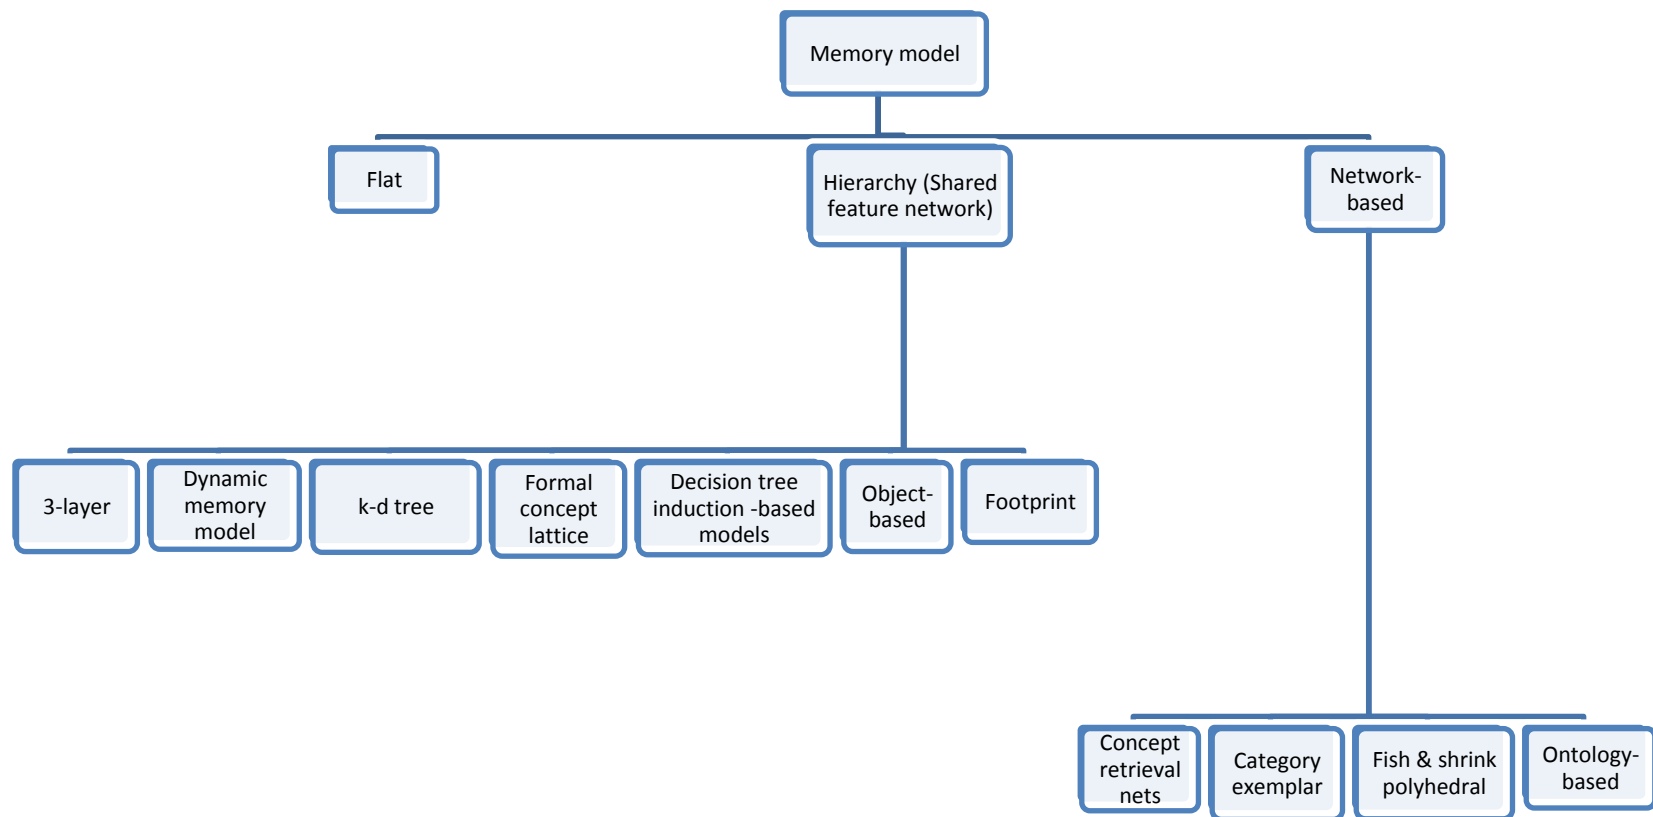 Memory model
Flat
Hierarchy (Shared
feature network)
Network-
based
3-layer
Dynamic
memory
model
k-d tree
Formal
concept
lattice
Decision tree
induction -based
models
Object-
based
Footprint
Concept
retrieval
nets
Category
exemplar
Fish & shrink
polyhedral
Ontology-
based